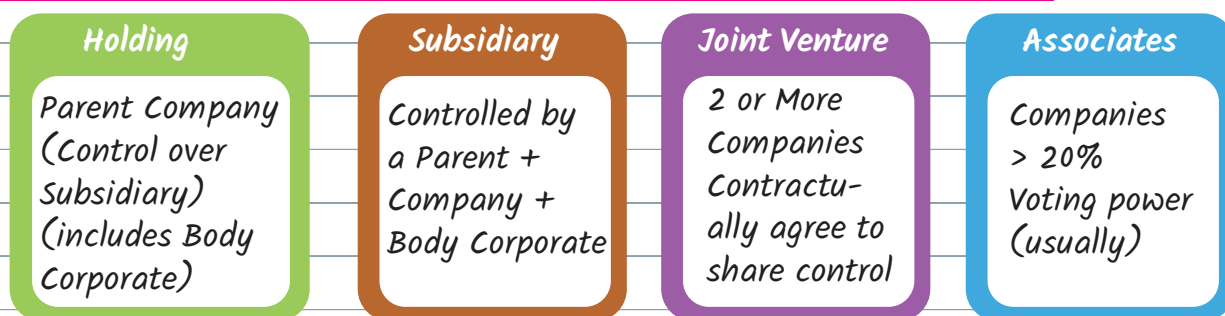 Holding
Parent Company
(Control over
Subsidiary)
(includes Body
Corporate)
Subsidiary
Controlled by
a Parent +
Company +
Body Corporate
Joint Venture
2 or More
Companies
Contractu-
ally agree to
share control
Associates
Companies
> 20%
Voting power
(usually)